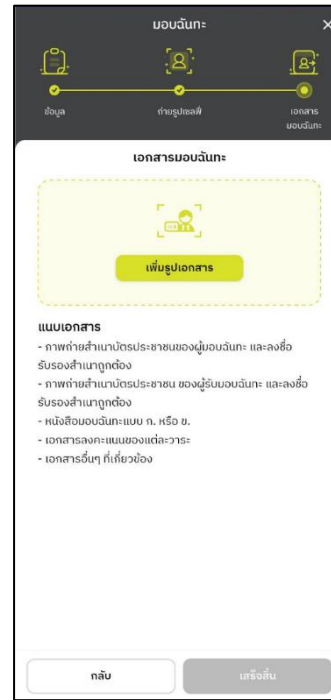 มอบฉันทะ
ข้อมูล
ถ่ายรูปเซลฟี่
เอกสาร
มอบฉันทะ
เอกสารมอบฉันทะ
เพิ่มรูปเอกสาร
แนบเอกสาร
- ภาพถ่ายสำเนาบัตรประชาชนของผู้มอบฉันทะ และลงชื่อ
รับรองสำเนาถูกต้อง
- ภาพถ่ายสำเนาบัตรประชาชน ของผู้รับมอบฉันทะ และลงชื่อ
รับรองสำเนาถูกต้อง
- หนังสือมอบฉันทะแบบ ก. หรือ ข.
- เอกสารลงคะแนนของแต่ละวาระ
- เอกสารอื่นๆ ที่เกี่ยวข้อง
กลับ
เสร็จสิ้น